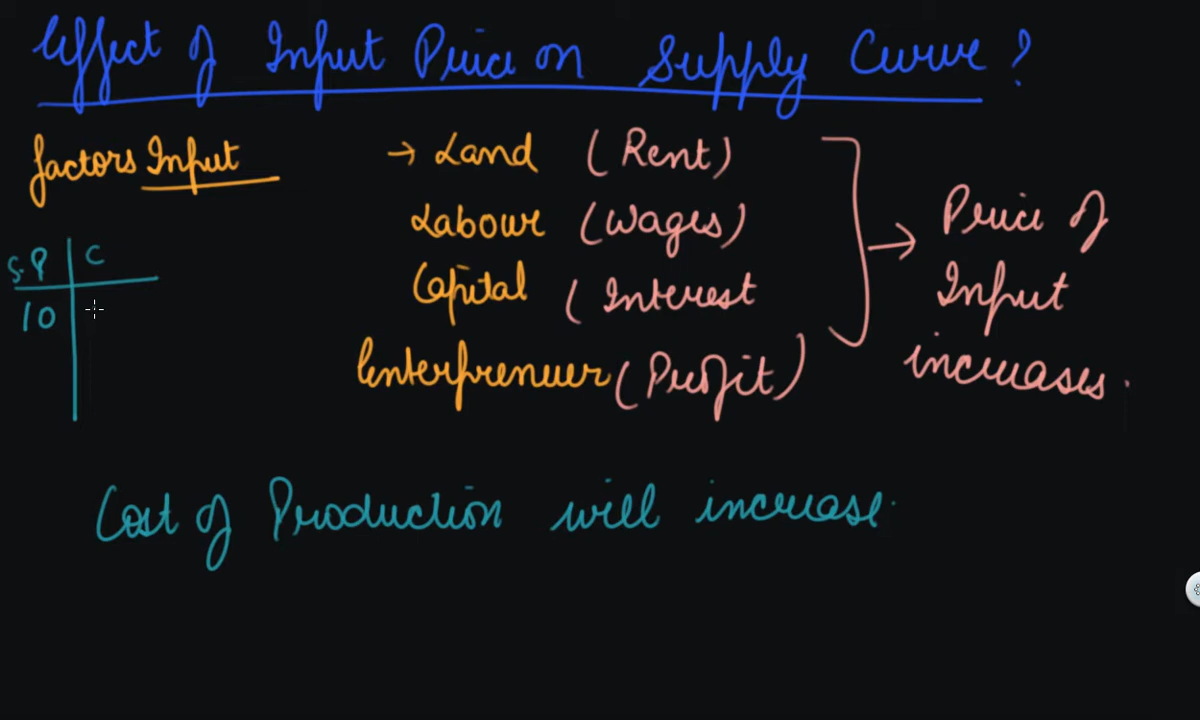 Effect of Input Price on Supply Curve?
factors Input → Land (Rent)
Labour (Wages)
Capital (Interest
Enterprenuer (Profit)
→ Price of
Input
increases.
S.P C
10
Cost of Production will increase.